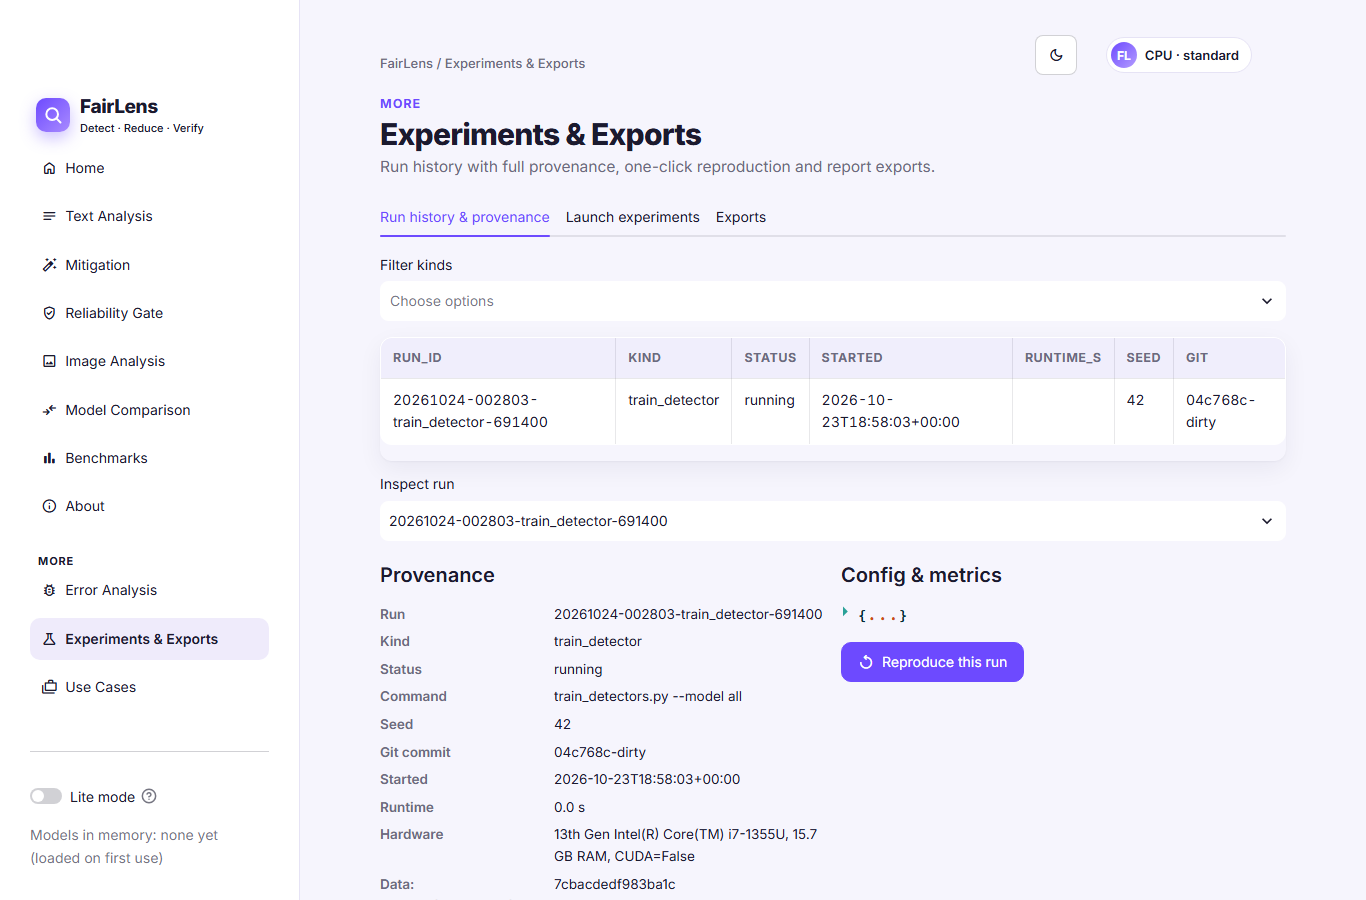 FairLens
Detect · Reduce · Verify
Home
Text Analysis
Mitigation
Reliability Gate
Image Analysis
Model Comparison
Benchmarks
About
MORE
Error Analysis
Experiments & Exports
Use Cases
Lite mode
Models in memory: none yet
(loaded on first use)
FairLens / Experiments & Exports
FL CPU · standard
MORE
Experiments & Exports
Run history with full provenance, one-click reproduction and report exports.
Run history & provenance Launch experiments Exports
Filter kinds
Choose options
RUN_ID KIND STATUS STARTED RUNTIME_S SEED GIT
20261024-002803- train_detector running 2026-10- 42 04c768c-
train_detector-691400 23T18:58:03+00:00 dirty
Inspect run
20261024-002803-train_detector-691400
Provenance
Run 20261024-002803-train_detector-691400
Kind train_detector
Status running
Command train_detectors.py --model all
Seed 42
Git commit 04c768c-dirty
Started 2026-10-23T18:58:03+00:00
Runtime 0.0 s
Hardware 13th Gen Intel(R) Core(TM) i7-1355U, 15.7
GB RAM, CUDA=False
Data: 7cbacdedf983ba1c
Config & metrics
{...}
Reproduce this run